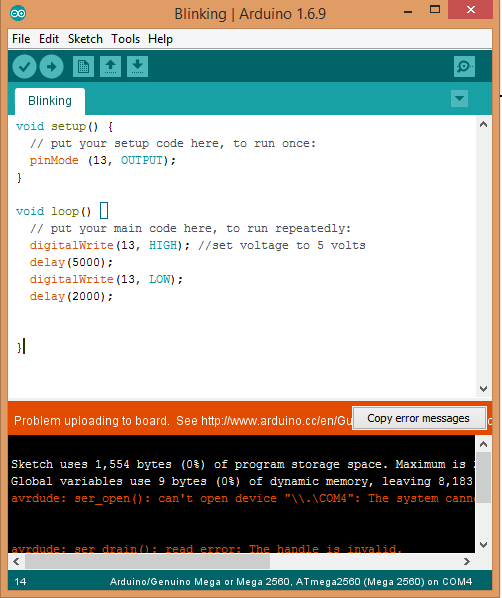 Blinking | Arduino 1.6.9
File Edit Sketch Tools Help
Blinking
void setup() {
// put your setup code here, to run once:
pinMode (13, OUTPUT);
}
void loop() {
// put your main code here, to run repeatedly:
digitalWrite(13, HIGH); //set voltage to 5 volts
delay(5000);
digitalWrite(13, LOW);
delay(2000);
}
Problem uploading to board. See http://www.arduino.cc/en/Gu
Copy error messages
Sketch uses 1,554 bytes (0%) of program storage space. Maximum is
Global variables use 9 bytes (0%) of dynamic memory, leaving 8,183
avrdude: ser_open(): can't open device "\\.\COM4": The system
avrdude: ser_drain(): read error: The handle is invalid.
14 Arduino/Genuino Mega or Mega 2560, ATmega2560 (Mega 2560) on COM4